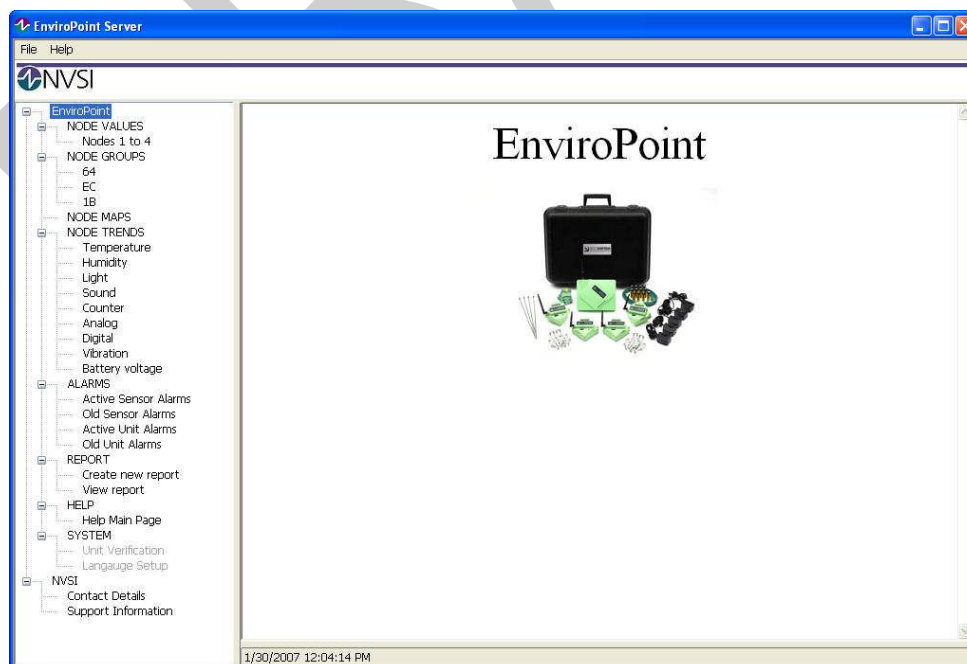 EnviroPoint Server
File Help
NVSI
EnviroPoint
NODE VALUES
Nodes 1 to 4
NODE GROUPS
64
EC
1B
NODE MAPS
NODE TRENDS
Temperature
Humidity
Light
Sound
Counter
Analog
Digital
Vibration
Battery voltage
ALARMS
Active Sensor Alarms
Old Sensor Alarms
Active Unit Alarms
Old Unit Alarms
REPORT
Create new report
View report
HELP
Help Main Page
SYSTEM
Unit Verification
Langauge Setup
NVSI
Contact Details
Support Information
EnviroPoint
1/30/2007 12:04:14 PM